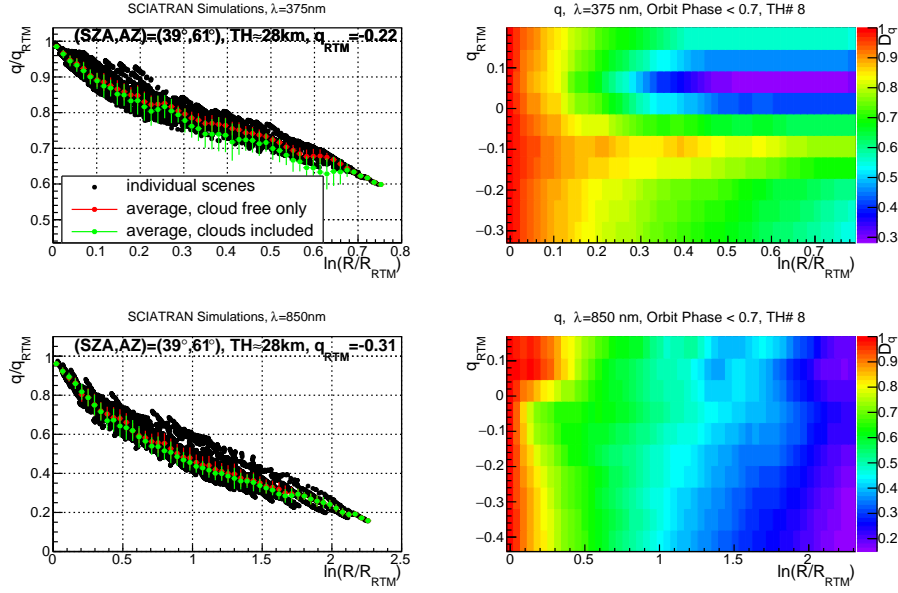 SCIATRAN Simulations, λ=375nm
(SZA,AZ)=(39°,61°), TH≈28km, q_RTM=-0.22
q/q_RTM
1
0.9
0.8
0.7
0.6
0.5
individual scenes
average, cloud free only
average, clouds included
0 0.1 0.2 0.3 0.4 0.5 0.6 0.7 0.8
ln(R/R_RTM)
q, λ=375 nm, Orbit Phase < 0.7, TH# 8
q_RTM
0.1
0
−0.1
−0.2
−0.3
0 0.1 0.2 0.3 0.4 0.5 0.6 0.7
ln(R/R_RTM)
D_q
1
0.9
0.8
0.7
0.6
0.5
0.4
0.3
SCIATRAN Simulations, λ=850nm
(SZA,AZ)=(39°,61°), TH≈28km, q_RTM=-0.31
q/q_RTM
1
0.8
0.6
0.4
0.2
0
0 0.5 1 1.5 2 2.5
ln(R/R_RTM)
q, λ=850 nm, Orbit Phase < 0.7, TH# 8
q_RTM
0.1
0
−0.1
−0.2
−0.3
−0.4
0 0.5 1 1.5 2
ln(R/R_RTM)
D_q
1
0.9
0.8
0.7
0.6
0.5
0.4
0.3
0.2